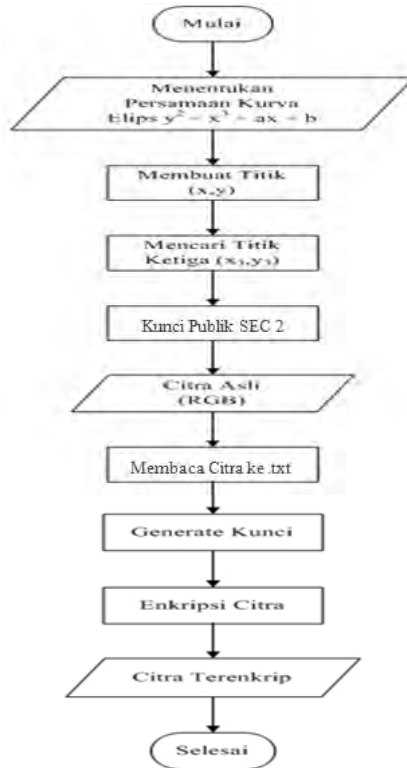 Mulai
Menentukan
Persamaan Kurva
Elips y² = x³ + ax + b
Membuat Titik
(x,y)
Mencari Titik
Ketiga (x₃,y₃)
Kunci Publik SEC 2
Citra Asli
(RGB)
Membaca Citra ke .txt
Generate Kunci
Enkripsi Citra
Citra Terenkrip
Selesai